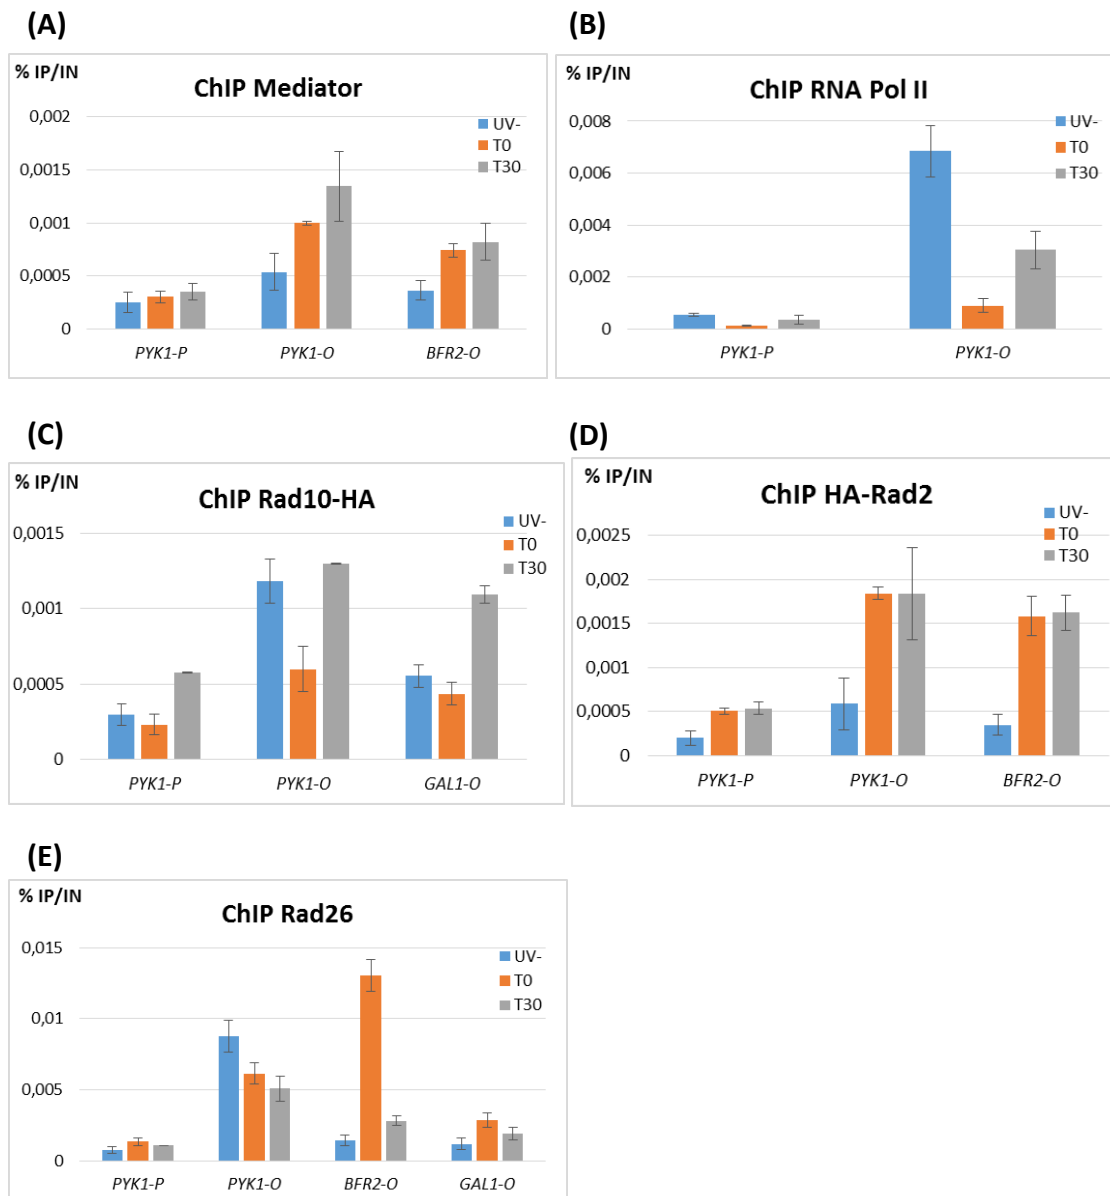 (A)
% IP/IN
ChIP Mediator
UV-
T0
T30
0,002
0,0015
0,001
0,0005
0
PYK1-P PYK1-O BFR2-O
(B)
% IP/IN
ChIP RNA Pol II
UV-
T0
T30
0,008
0,006
0,004
0,002
0
PYK1-P PYK1-O
(C)
% IP/IN
ChIP Rad10-HA
UV-
T0
T30
0,0015
0,001
0,0005
0
PYK1-P PYK1-O GAL1-O
(D)
% IP/IN
ChIP HA-Rad2
UV-
T0
T30
0,0025
0,002
0,0015
0,001
0,0005
0
PYK1-P PYK1-O BFR2-O
(E)
% IP/IN
ChIP Rad26
UV-
T0
T30
0,015
0,01
0,005
0
PYK1-P PYK1-O BFR2-O GAL1-O